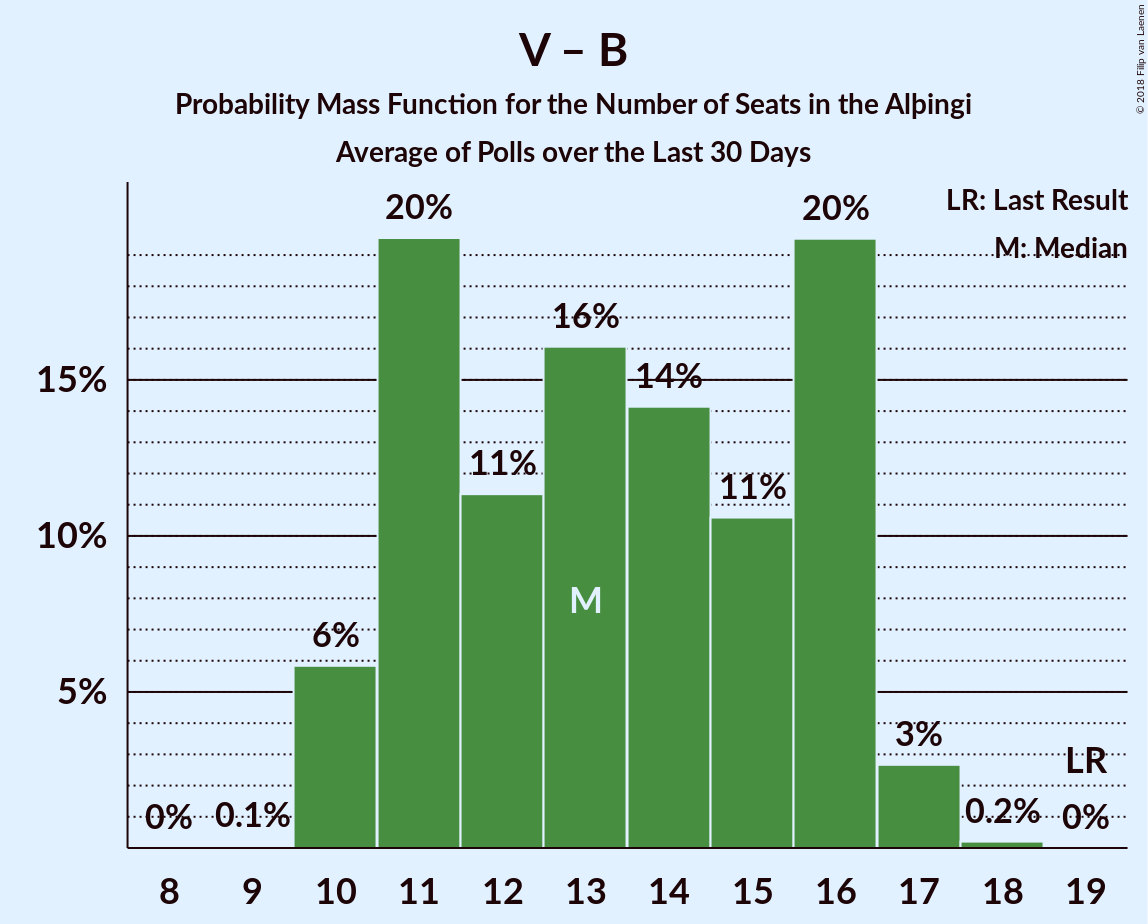 V – B
Probability Mass Function for the Number of Seats in the Alþingi
Average of Polls over the Last 30 Days
© 2018 Filip van Laenen
LR: Last Result
M: Median
20%
20%
16%
14%
15%
11%
11%
10%
M
6%
5%
3%
LR
0%
0.1%
0.2%
0%
8 9 10 11 12 13 14 15 16 17 18 19